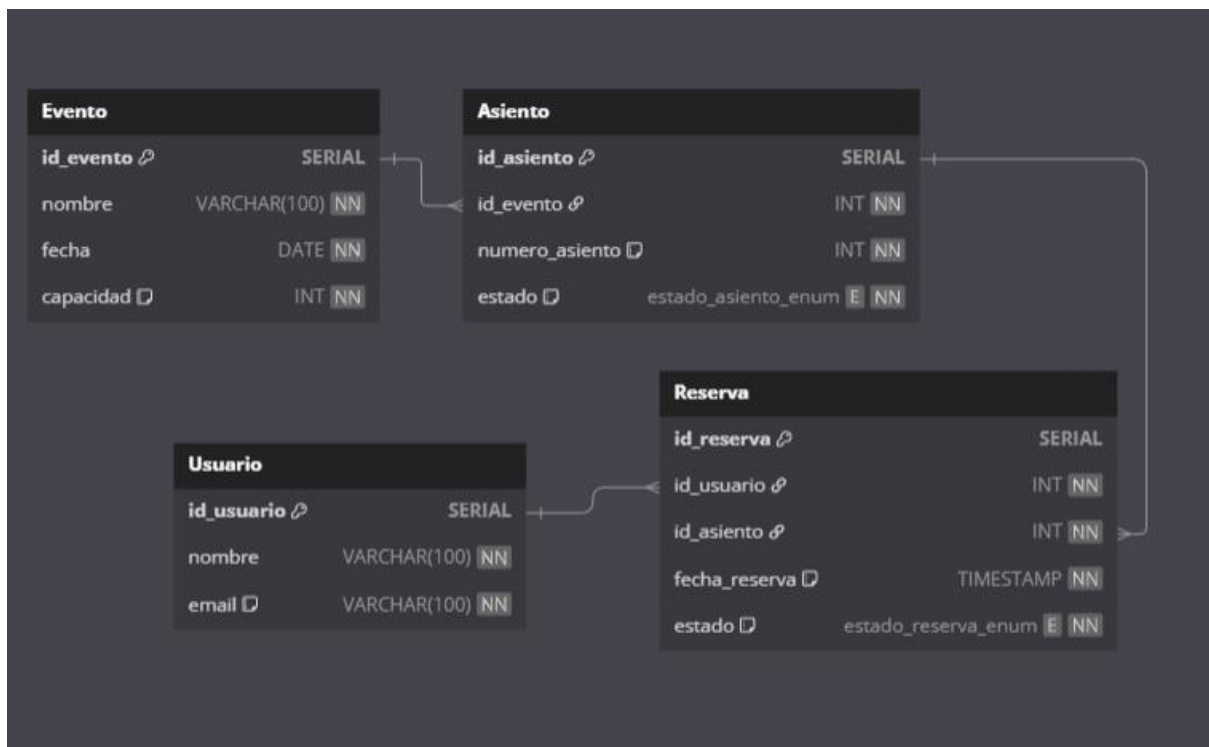 Evento
id_evento SERIAL
nombre VARCHAR(100) NN
fecha DATE NN
capacidad INT NN
Asiento
id_asiento SERIAL
id_evento INT NN
numero_asiento INT NN
estado estado_asiento_enum E NN
Usuario
id_usuario SERIAL
nombre VARCHAR(100) NN
email VARCHAR(100) NN
Reserva
id_reserva SERIAL
id_usuario INT NN
id_asiento INT NN
fecha_reserva TIMESTAMP NN
estado estado_reserva_enum E NN